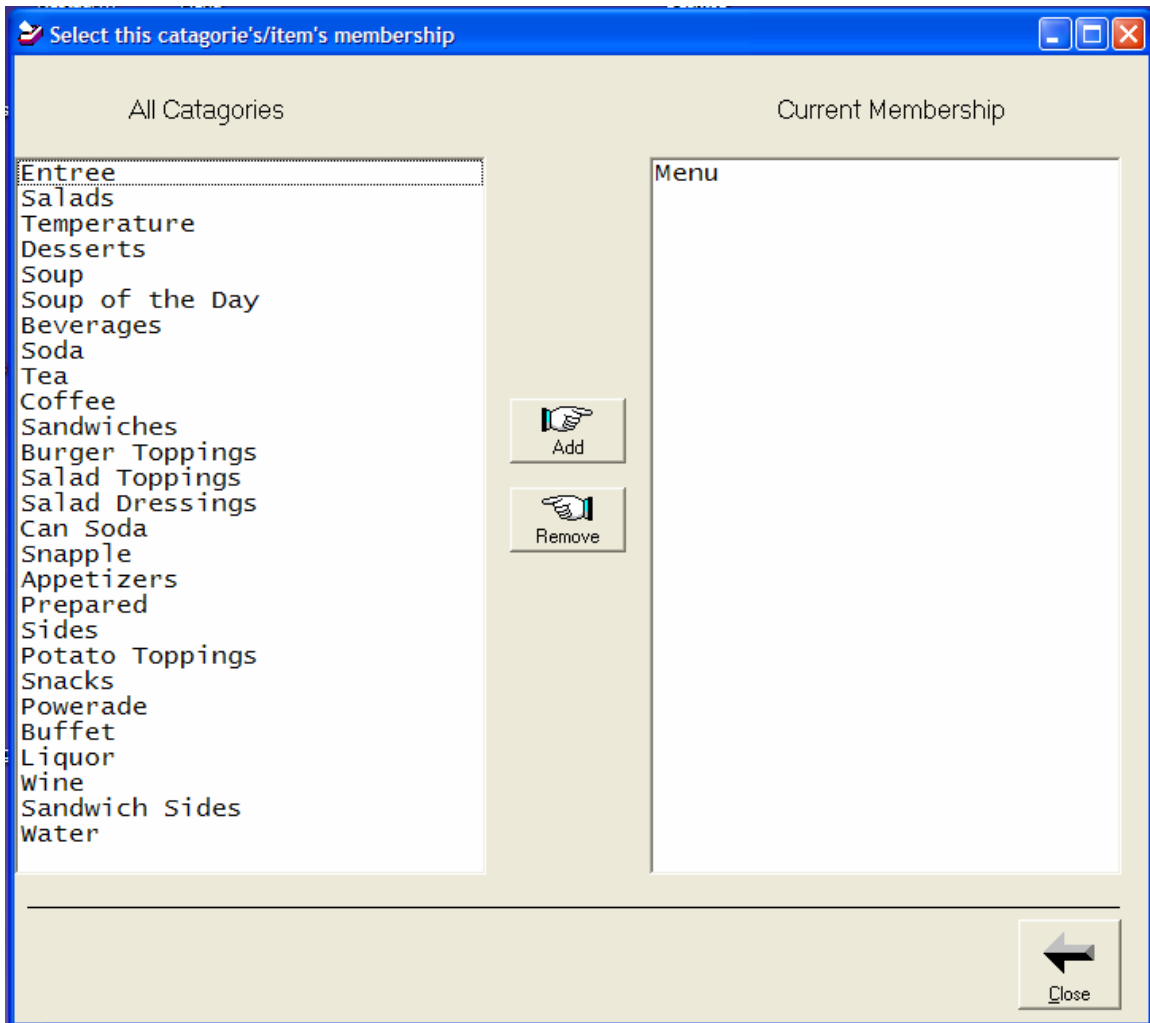 Select this catagorie's/item's membership
All Catagories
Current Membership
Entree
Salads
Temperature
Desserts
Soup
Soup of the Day
Beverages
Soda
Tea
Coffee
Sandwiches
Burger Toppings
Salad Toppings
Salad Dressings
Can Soda
Snapple
Appetizers
Prepared
Sides
Potato Toppings
Snacks
Powerade
Buffet
Liquor
Wine
Sandwich Sides
Water
Add
Remove
Menu
Close